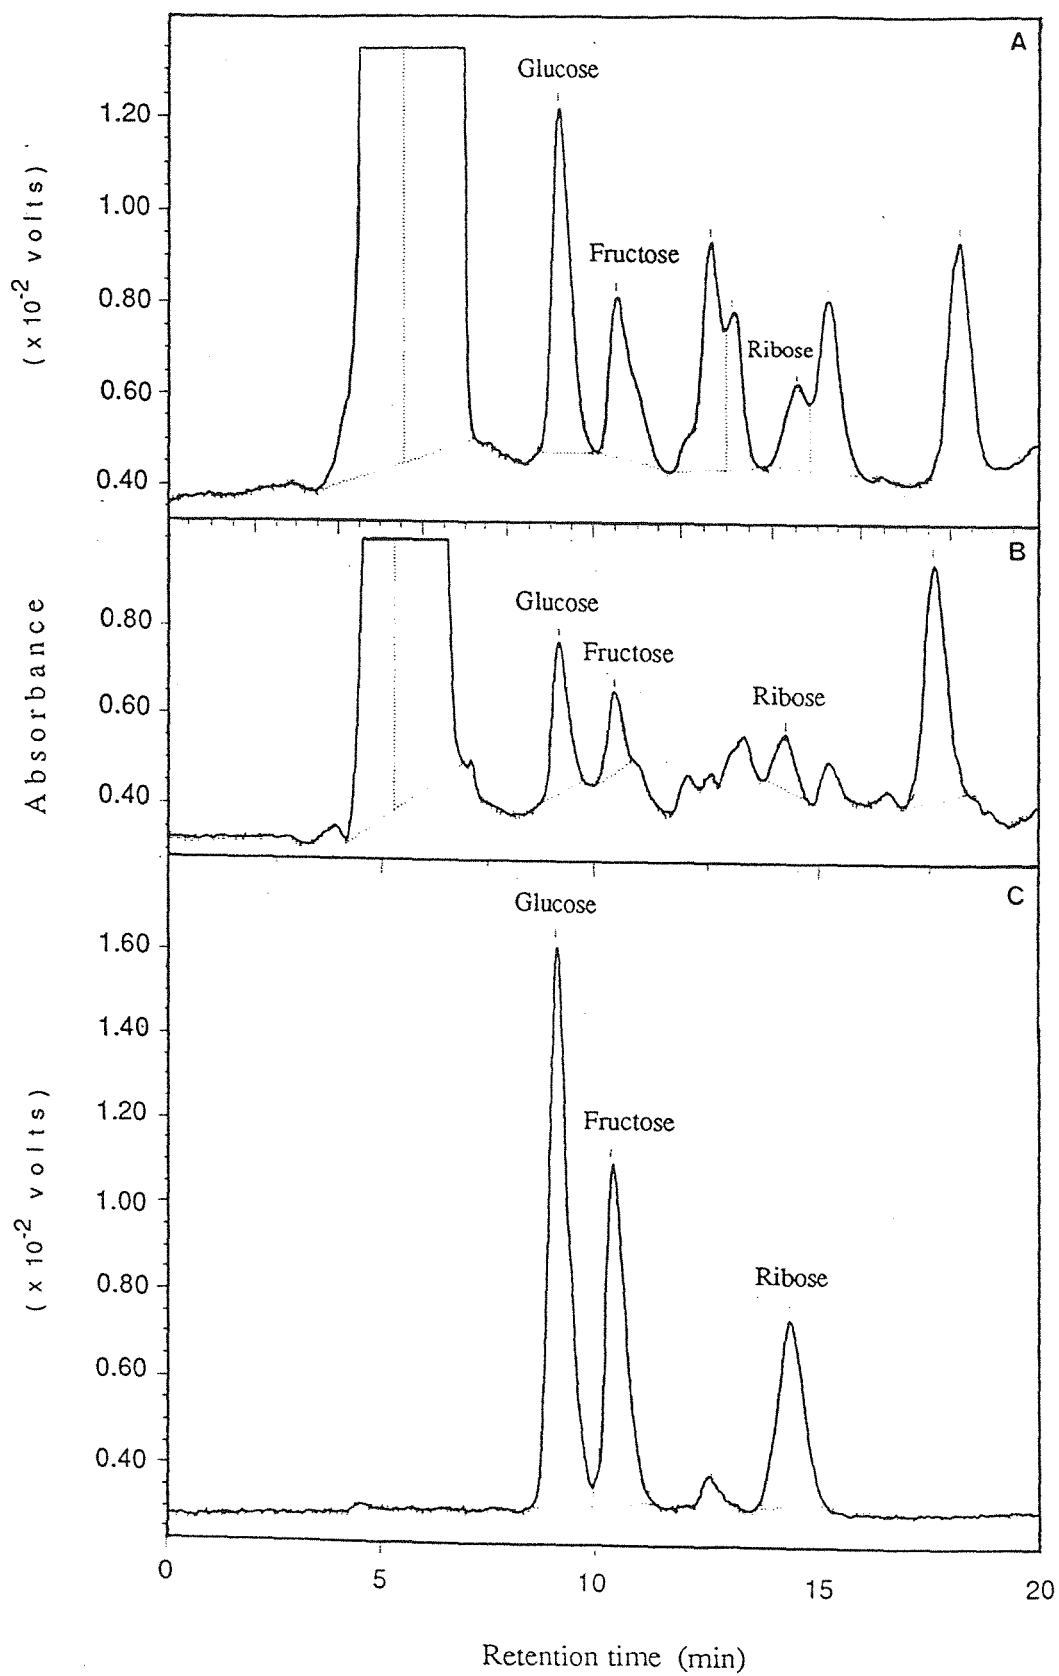 A
Glucose
1.20
1.00
Fructose
0.80
Ribose
0.60
0.40
(x 10-2 volts)
B
Glucose
0.80
Fructose
Ribose
0.60
0.40
Absorbance
C
Glucose
1.60
1.40
1.20
Fructose
1.00
Ribose
0.80
0.60
0.40
(x 10-2 volts)
0
5
10
15
20
Retention time (min)